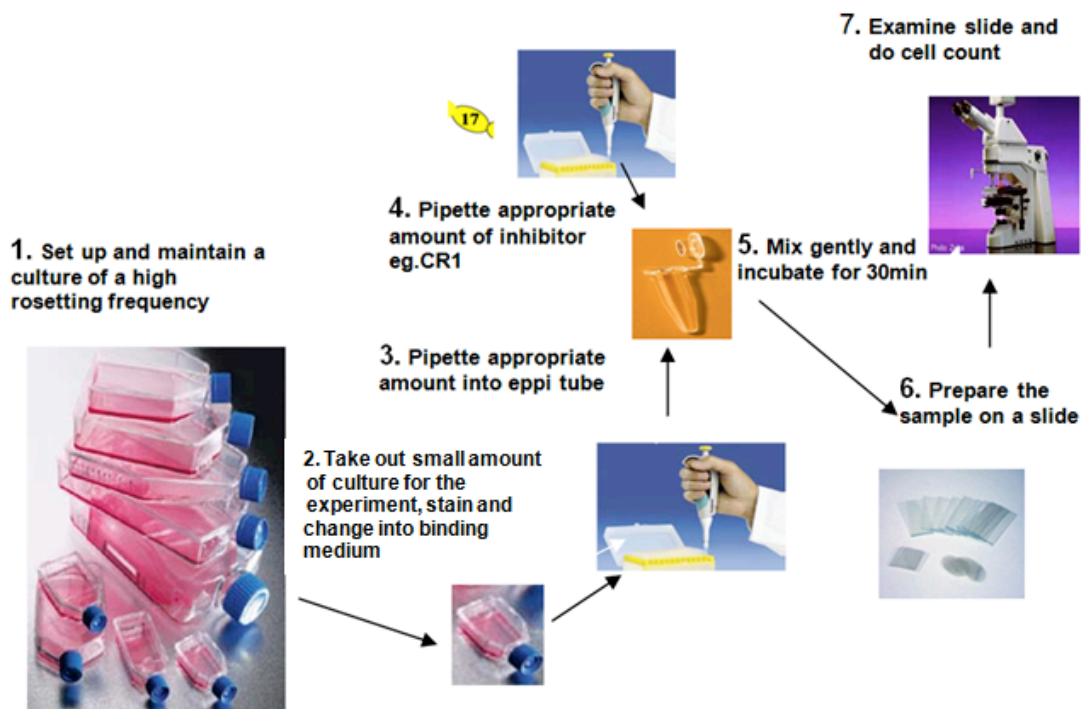 1. Set up and maintain a
culture of a high
rosetting frequency
2. Take out small amount
of culture for the
experiment, stain and
change into binding
medium
3. Pipette appropriate
amount into eppi tube
17
4. Pipette appropriate
amount of inhibitor
eg.CR1
5. Mix gently and
incubate for 30min
6. Prepare the
sample on a slide
7. Examine slide and
do cell count